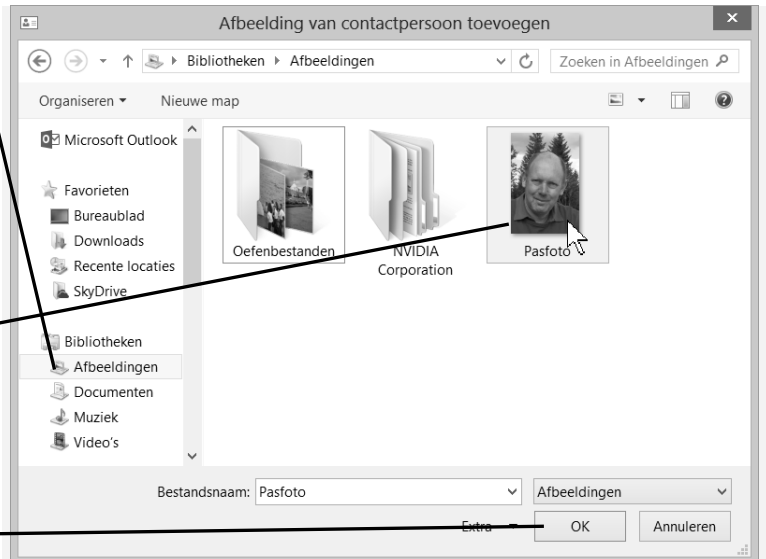 Afbeelding van contactpersoon toevoegen
Bibliotheken Afbeeldingen
Zoeken in Afbeeldingen
Organiseren Nieuwe map
Microsoft Outlook
Favorieten
Bureaublad
Downloads
Recente locaties
SkyDrive
Bibliotheken
Afbeeldingen
Documenten
Muziek
Video's
Oefenbestanden
NVIDIA
Corporation
Pasfoto
Bestandsnaam: Pasfoto
Afbeeldingen
Extra
OK
Annuleren